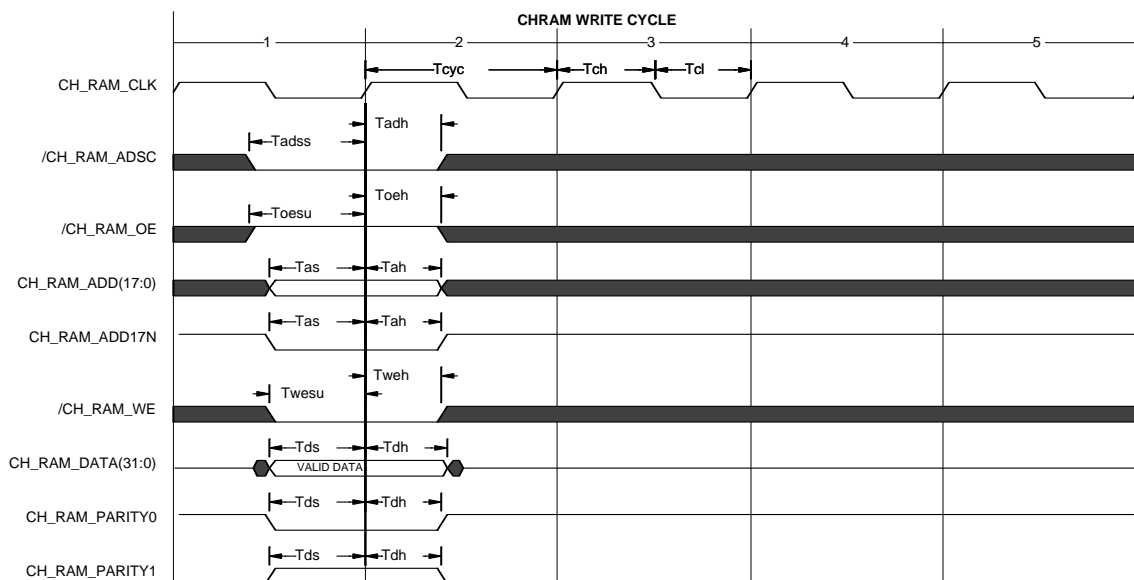 CHRAM WRITE CYCLE
1 2 3 4 5
Tcyc Tch Tcl
CH_RAM_CLK
Tadh
Tadss
/CH_RAM_ADSC
Toeh
Toesu
/CH_RAM_OE
Tas Tah
CH_RAM_ADD(17:0)
Tas Tah
CH_RAM_ADD17N
Tweh
Twesu
/CH_RAM_WE
Tds Tdh
CH_RAM_DATA(31:0)
VALID DATA
Tds Tdh
CH_RAM_PARITY0
Tds Tdh
CH_RAM_PARITY1